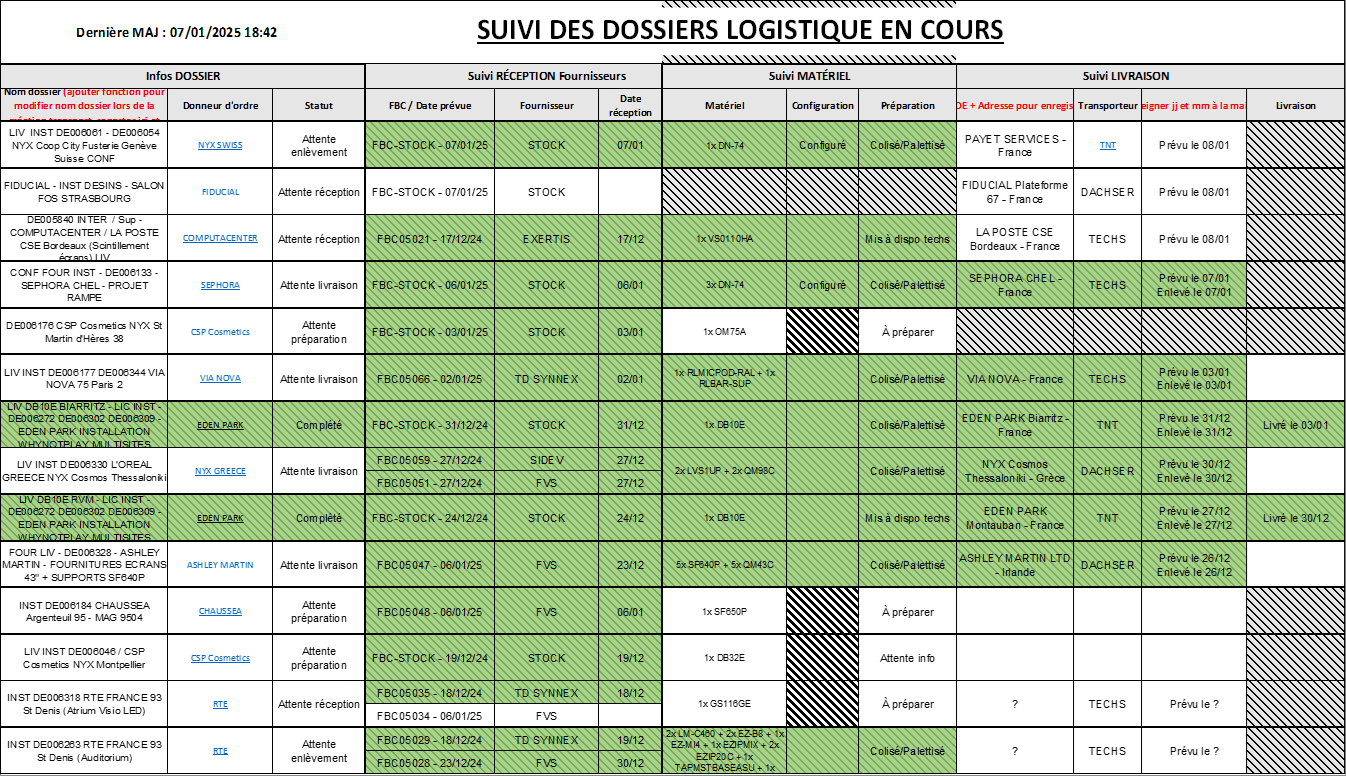 Dernière MAJ : 07/01/2025 18:42
SUIVI DES DOSSIERS LOGISTIQUE EN COURS
Infos DOSSIER
Suivi RÉCEPTION Fournisseurs
Suivi MATÉRIEL
Suivi LIVRAISON
Nom dossier (ajouter fonction pour
modifier nom dossier lors de la
Donneur d'ordre
Statut
FBC / Date prévue
Fournisseur
Date
réception
Matériel
Configuration
Préparation
DE + Adresse pour enregis
Transporteur
eigner jj et mm à la ma
Livraison
LIV INST DE006061 - DE006054
NYX Coop City Fusterie Genève
Suisse CONF
NYX SWISS
Attente
enlèvement
FBC-STOCK - 07/01/25
STOCK
07/01
1x DN-74
Configuré
Colisé/Palettisé
PAYET SERVICES -
France
TNT
Prévu le 08/01
FIDUCIAL - INST DESINS - SALON
FOS STRASBOURG
FIDUCIAL
Attente réception
FBC-STOCK - 07/01/25
STOCK
FIDUCIAL Plateforme
67 - France
DACHSER
Prévu le 08/01
DE005840 INTER / Sup -
COMPUTACENTER / LA POSTE
CSE Bordeaux (Scintillement
écrans) LIV
COMPUTACENTER
Attente réception
FBC05021 - 17/12/24
EXERTIS
17/12
1x VS0110HA
Mis à dispo techs
LA POSTE CSE
Bordeaux - France
TECHS
Prévu le 08/01
CONF FOUR INST - DE006133 -
SEPHORA CHEL - PROJET
RAMPE
SEPHORA
Attente livraison
FBC-STOCK - 06/01/25
STOCK
06/01
3x DN-74
Configuré
Colisé/Palettisé
SEPHORA CHEL -
France
TECHS
Prévu le 07/01
Enlevé le 07/01
DE006176 CSP Cosmetics NYX St
Martin d'Hères 38
CSP Cosmetics
Attente
préparation
FBC-STOCK - 03/01/25
STOCK
03/01
1x OM75A
À préparer
LIV INST DE006177 DE006344 VIA
NOVA 75 Paris 2
VIA NOVA
Attente livraison
FBC05066 - 02/01/25
TD SYNNEX
02/01
1x RLMICPOD-RAL + 1x
RLBAR-SUP
Colisé/Palettisé
VIA NOVA - France
TECHS
Prévu le 03/01
Enlevé le 03/01
LIV DB10E BIARRITZ - LIC INST -
DE006272 DE006302 DE006309 -
EDEN PARK INSTALLATION
WHYNOTPLAY MULTISITES
EDEN PARK
Complété
FBC-STOCK - 31/12/24
STOCK
31/12
1x DB10E
Colisé/Palettisé
EDEN PARK Biarritz -
France
TNT
Prévu le 31/12
Enlevé le 31/12
Livré le 03/01
LIV INST DE006330 L'OREAL
GREECE NYX Cosmos Thessaloniki
NYX GREECE
Attente livraison
FBC05059 - 27/12/24
SIDEV
27/12
FBC05051 - 27/12/24
FVS
27/12
2x LVS1UP + 2x QM98C
Colisé/Palettisé
NYX Cosmos
Thessaloniki - Grèce
DACHSER
Prévu le 30/12
Enlevé le 30/12
LIV DB10E RVM - LIC INST -
DE006272 DE006302 DE006309 -
EDEN PARK INSTALLATION
WHYNOTPLAY MULTISITES
EDEN PARK
Complété
FBC-STOCK - 24/12/24
STOCK
24/12
1x DB10E
Mis à dispo techs
EDEN PARK
Montauban - France
TNT
Prévu le 27/12
Enlevé le 27/12
Livré le 30/12
FOUR LIV - DE006328 - ASHLEY
MARTIN - FOURNITURES ECRANS
43" + SUPPORTS SF640P
ASHLEY MARTIN
Attente livraison
FBC05047 - 06/01/25
FVS
23/12
5x SF640P + 5x QM43C
Colisé/Palettisé
ASHLEY MARTIN LTD
- Irlande
DACHSER
Prévu le 26/12
Enlevé le 26/12
INST DE006184 CHAUSSEA
Argenteuil 95 - MAG 9504
CHAUSSEA
Attente
préparation
FBC05048 - 06/01/25
FVS
06/01
1x SF650P
À préparer
LIV INST DE006046 / CSP
Cosmetics NYX Montpellier
CSP Cosmetics
Attente
préparation
FBC-STOCK - 19/12/24
STOCK
19/12
1x DB32E
Attente info
INST DE006318 RTE FRANCE 93
St Denis (Atrium Visio LED)
RTE
Attente réception
FBC05035 - 18/12/24
TD SYNNEX
18/12
FBC05034 - 06/01/25
FVS
1x GS116GE
À préparer
?
TECHS
Prévu le ?
INST DE006263 RTE FRANCE 93
St Denis (Auditorium)
RTE
Attente
enlèvement
FBC05029 - 18/12/24
TD SYNNEX
19/12
FBC05028 - 23/12/24
FVS
30/12
2x LM-C460 + 2x EZ-B8 + 1x
EZ-MI4 + 1x EZIPMIX + 2x
EZIP20C + 1x
TAPMSTBASEASU + 1x
Colisé/Palettisé
?
TECHS
Prévu le ?